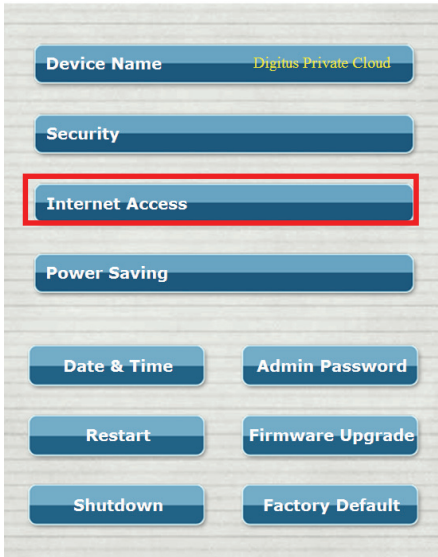 Device Name Digitus Private Cloud
Security
Internet Access
Power Saving
Date & Time Admin Password
Restart Firmware Upgrade
Shutdown Factory Default